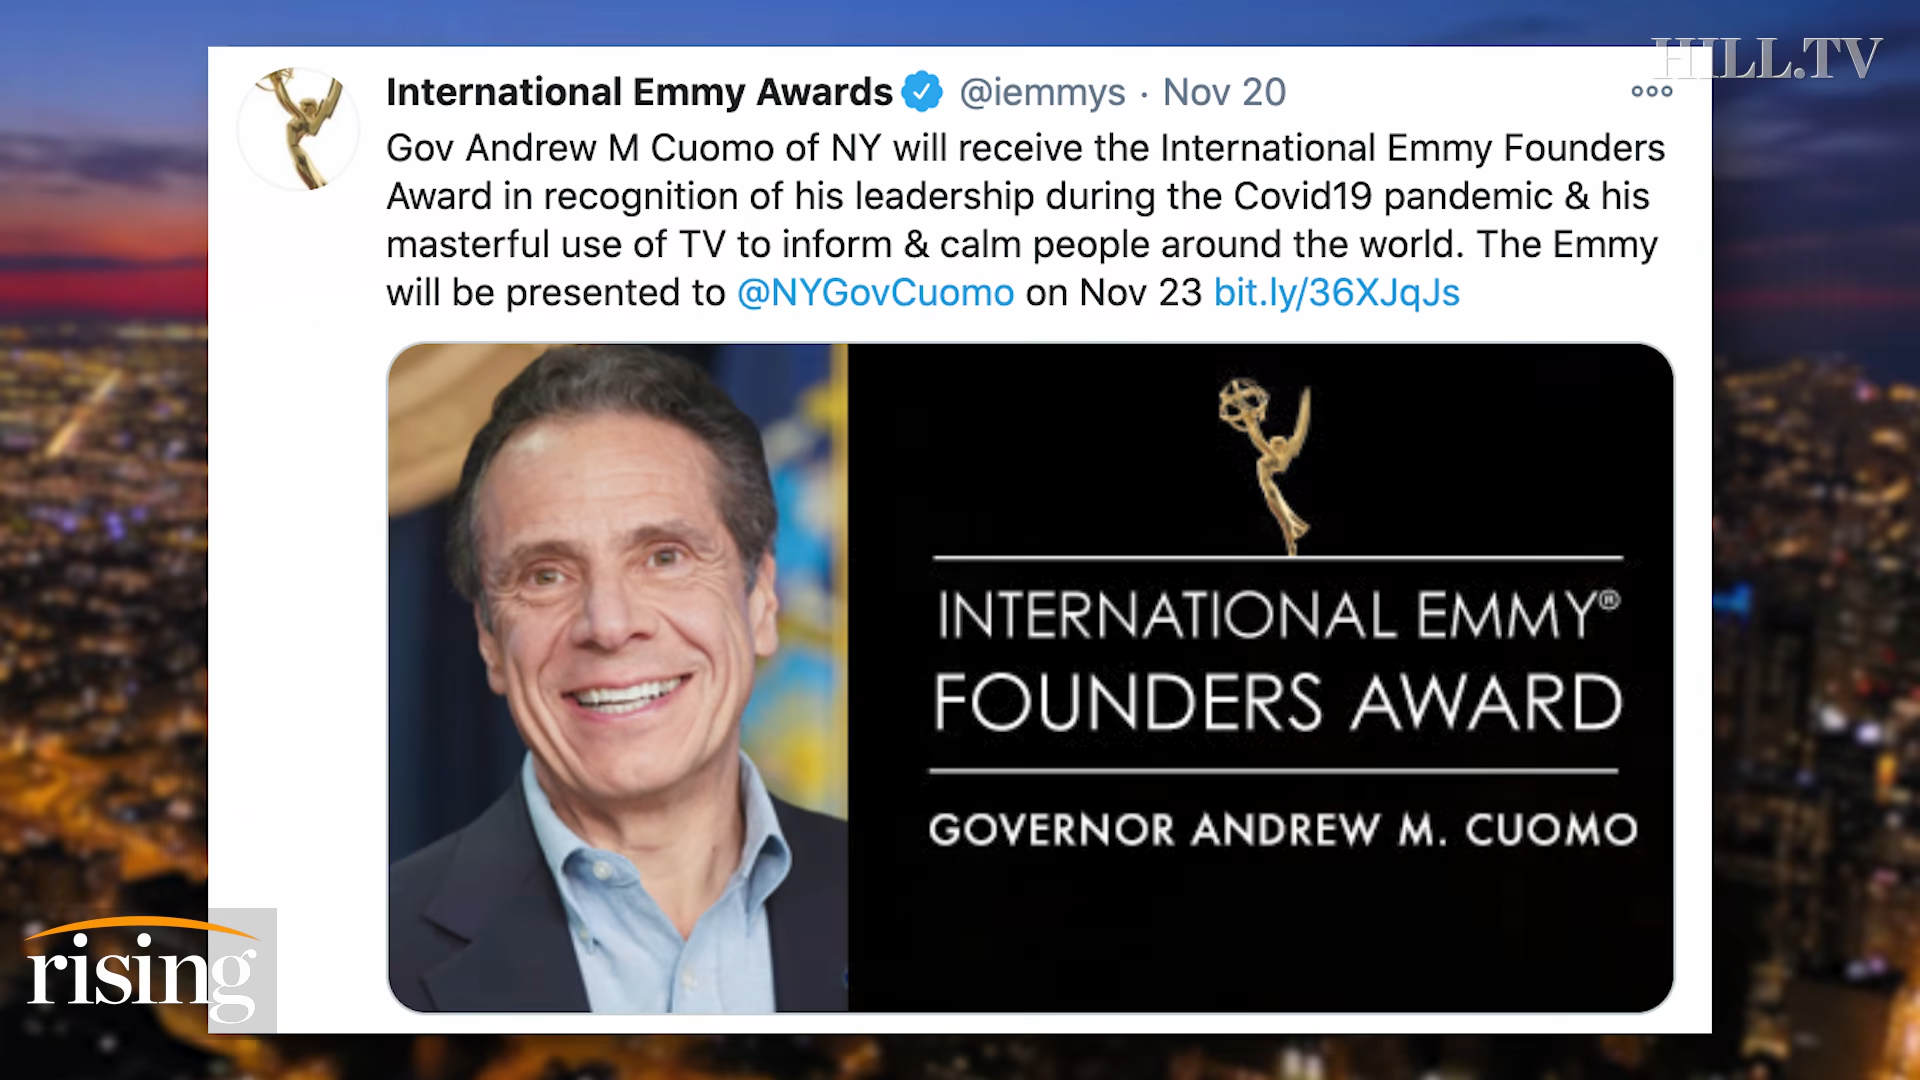 HILL.TV
International Emmy Awards @iemmys · Nov 20
Gov Andrew M Cuomo of NY will receive the International Emmy Founders
Award in recognition of his leadership during the Covid19 pandemic & his
masterful use of TV to inform & calm people around the world. The Emmy
will be presented to @NYGovCuomo on Nov 23 bit.ly/36XJqJs
INTERNATIONAL EMMY®
FOUNDERS AWARD
GOVERNOR ANDREW M. CUOMO
rising